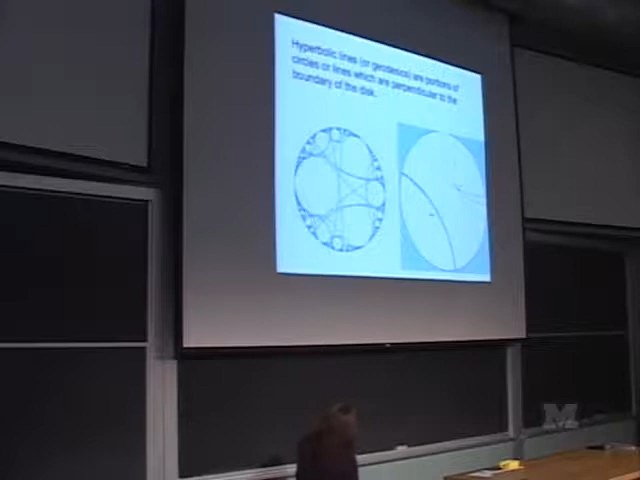 Hyperbolic lines (or geodesics) are portions of
circles or lines which are perpendicular to the
boundary of the disk.
M